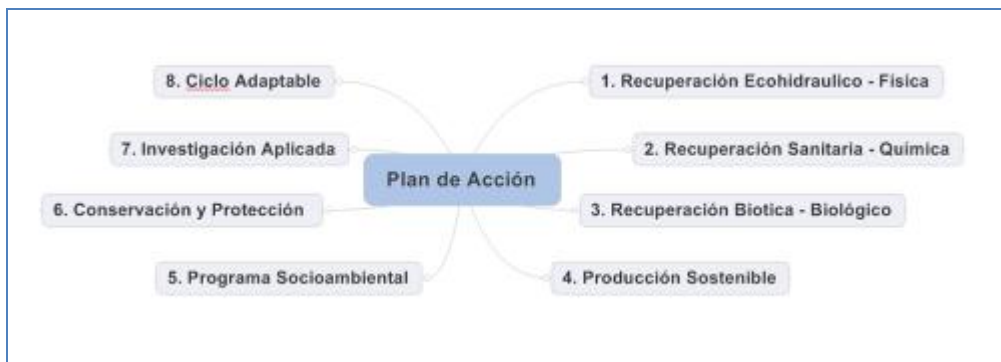 8. Ciclo Adaptable
1. Recuperación Ecohidraulico - Fisica
7. Investigación Aplicada
2. Recuperación Sanitaria - Quimica
Plan de Acción
6. Conservación y Protección
3. Recuperación Biotica - Biológico
5. Programa Socioambiental
4. Producción Sostenible